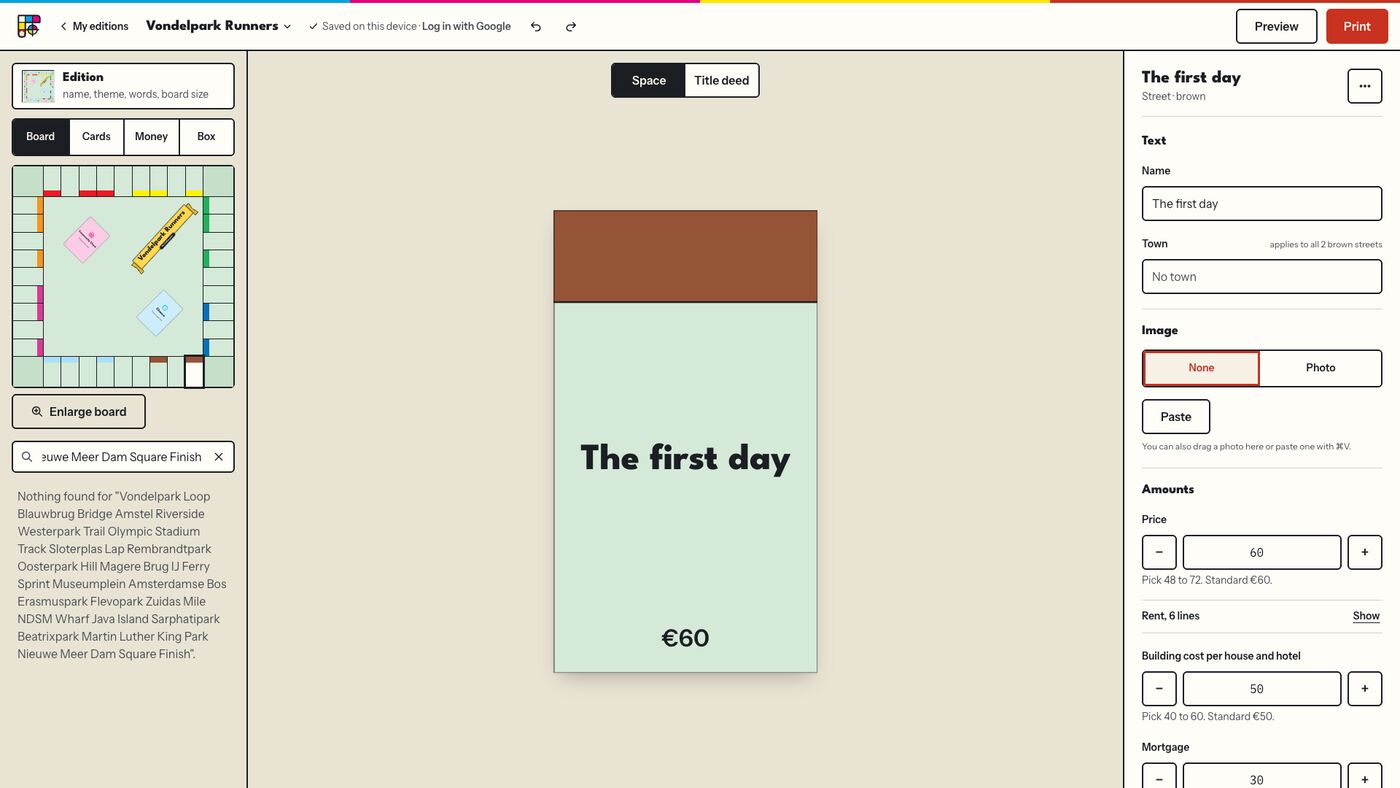 My editions
Vondelpark Runners
Saved on this device · Log in with Google
Preview
Print
Edition
name, theme, words, board size
Board
Cards
Money
Box
Vondelpark Runners
Enlarge board
euwe Meer Dam Square Finish
Nothing found for "Vondelpark Loop
Blauwbrug Bridge Amstel Riverside
Westerpark Trail Olympic Stadium
Track Sloterplas Lap Rembrandtpark
Oosterpark Hill Magere Brug IJ Ferry
Sprint Museumplein Amsterdamse Bos
Erasmuspark Flevopark Zuidas Mile
NDSM Wharf Java Island Sarphatipark
Beatrixpark Martin Luther King Park
Nieuwe Meer Dam Square Finish".
Space
Title deed
The first day
€60
The first day
Street · brown
Text
Name
The first day
Town
applies to all 2 brown streets
No town
Image
None
Photo
Paste
You can also drag a photo here or paste one with ⌘V.
Amounts
Price
− 60 +
Pick 48 to 72. Standard €60.
Rent, 6 lines
Show
Building cost per house and hotel
− 50 +
Pick 40 to 60. Standard €50.
Mortgage
− 30 +